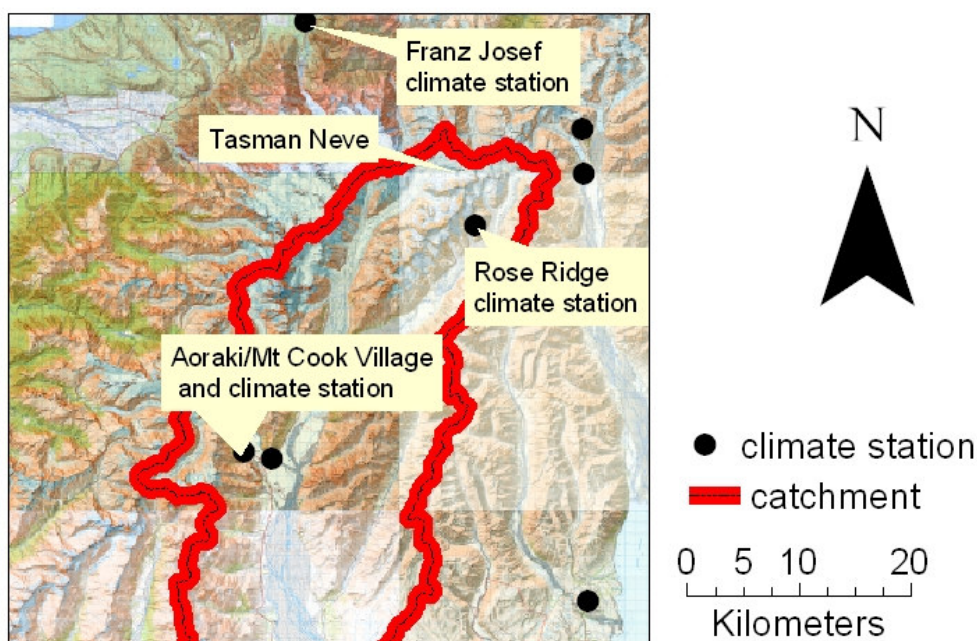 Franz Josef
climate station
Tasman Neve
N
Rose Ridge
climate station
Aoraki/Mt Cook Village
and climate station
climate station
catchment
0 5 10 20
Kilometers